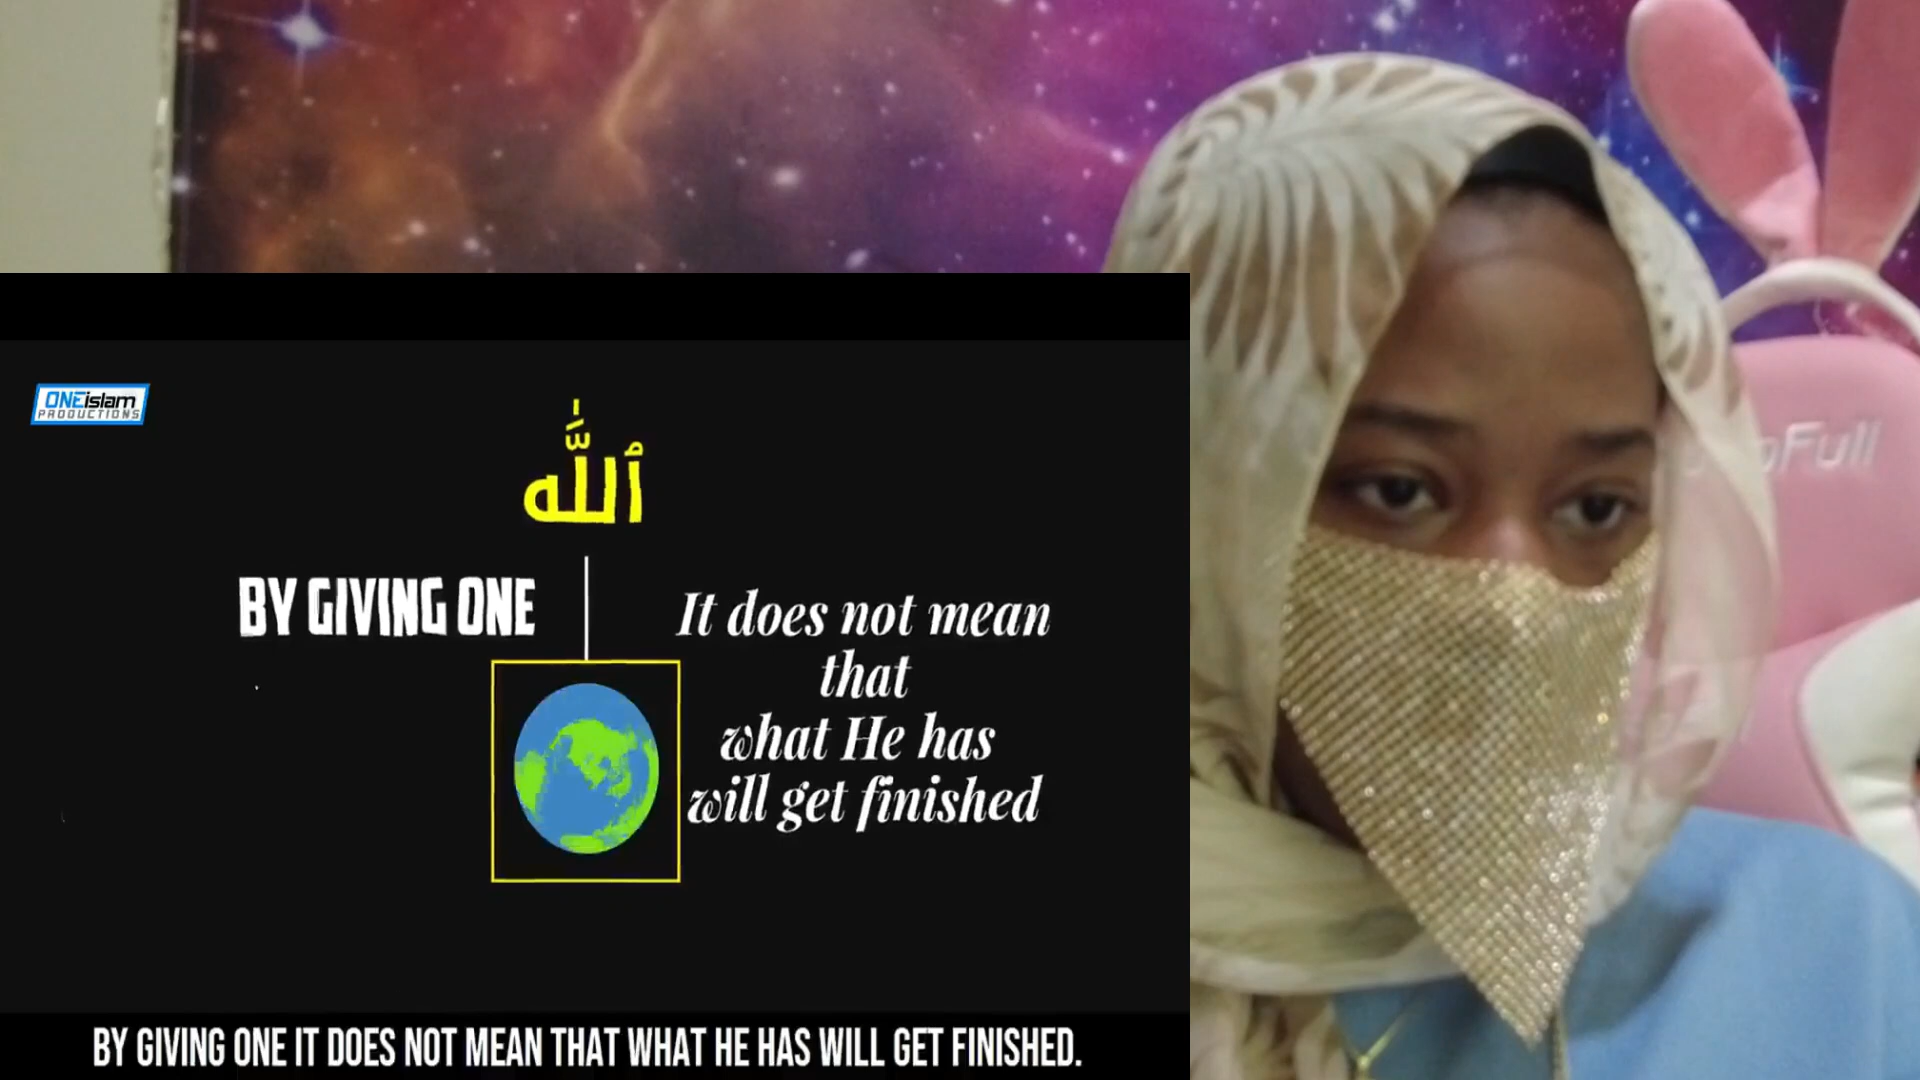 ONEislam
PRODUCTIONS
ٱللَّٰه
BY GIVING ONE
It does not mean
that
what He has
will get finished
BY GIVING ONE IT DOES NOT MEAN THAT WHAT HE HAS WILL GET FINISHED.